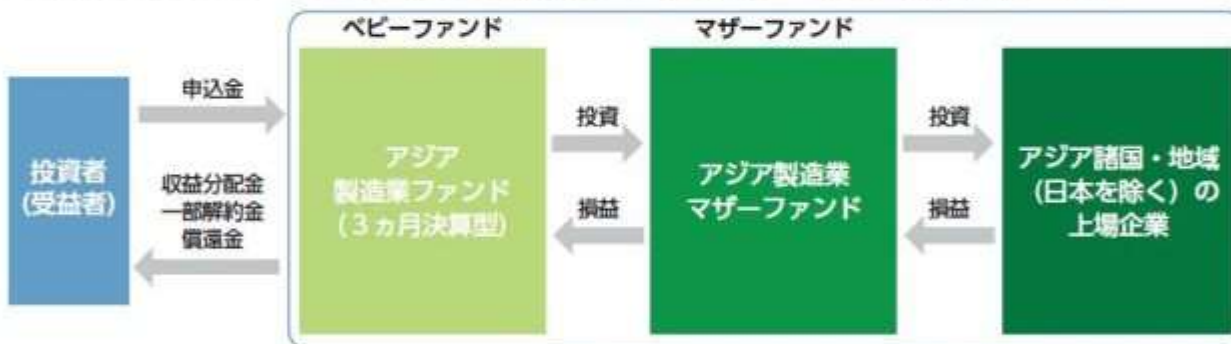 ベビーファンド
マザーファンド
投資者
(受益者)
申込金
収益分配金
一部解約金
償還金
アジア
製造業ファンド
(3ヵ月決算型)
投資
損益
アジア製造業
マザーファンド
投資
損益
アジア諸国・地域
(日本を除く)の
上場企業